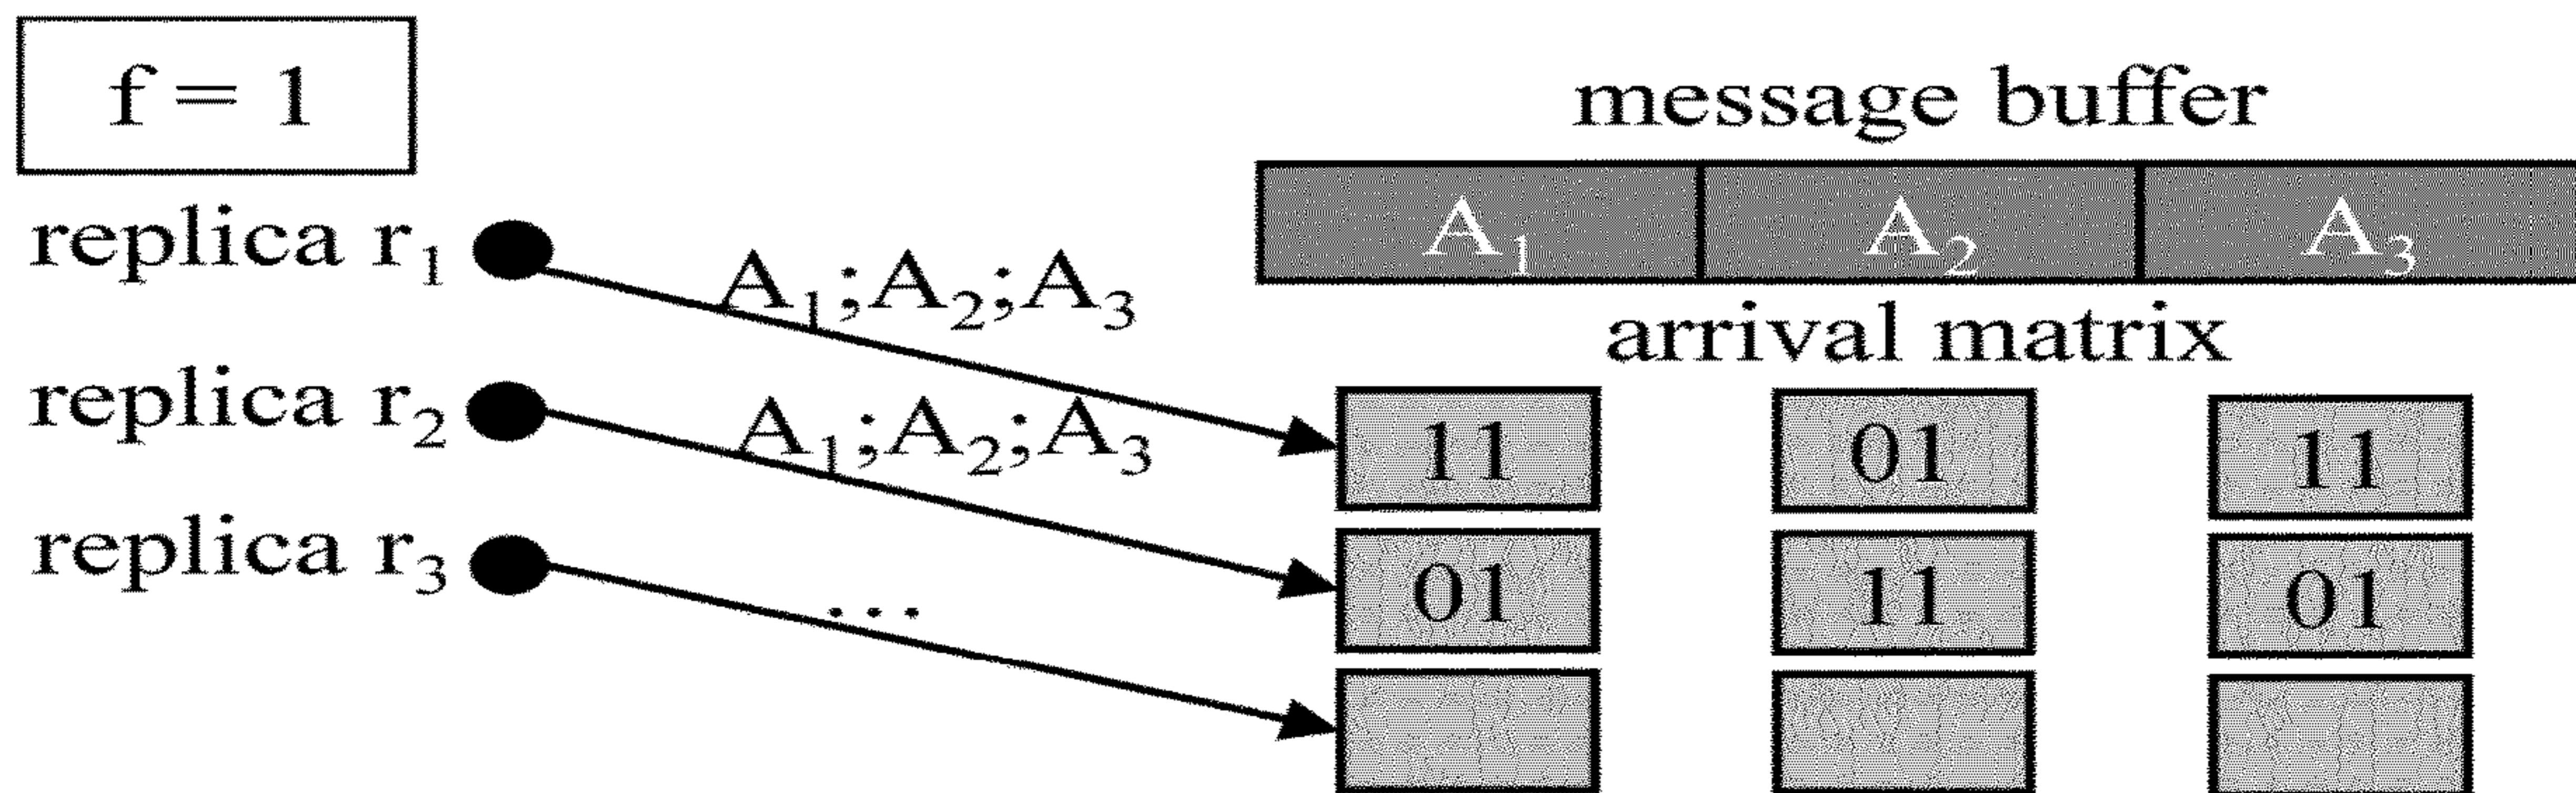 f = 1
message buffer
A₁ A₂ A₃
replica r₁
A₁;A₂;A₃
arrival matrix
replica r₂
A₁;A₂;A₃
11 01 11
replica r₃
...
01 11 01